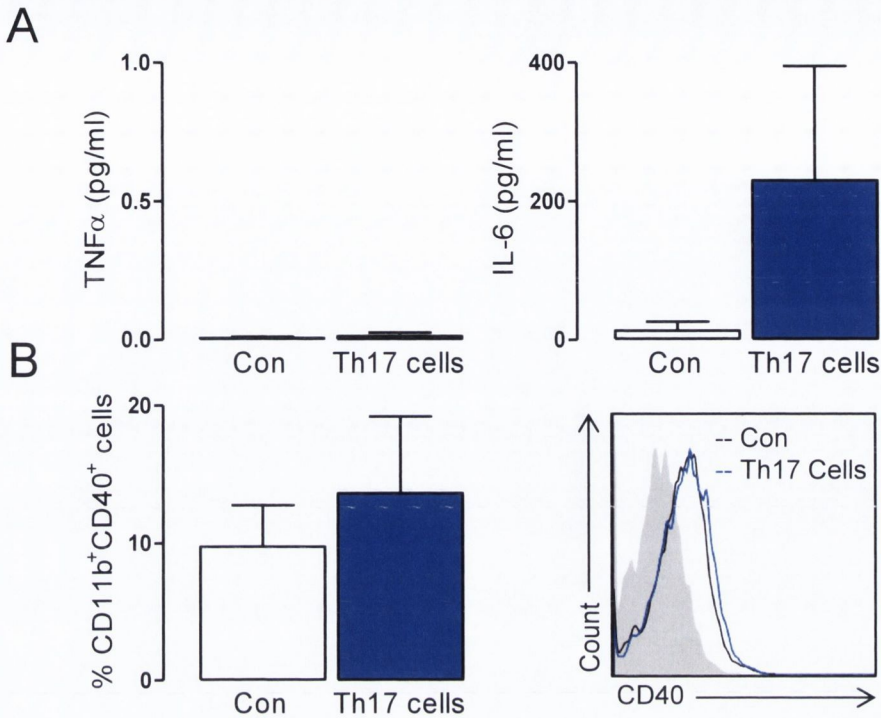 A
TNFα (pg/ml)
1.0
0.5
0.0
Con
Th17 cells
IL-6 (pg/ml)
400
200
0
Con
Th17 cells
B
% CD11b⁺CD40⁺ cells
20
10
0
Con
Th17 cells
Count
-- Con
-- Th17 Cells
CD40